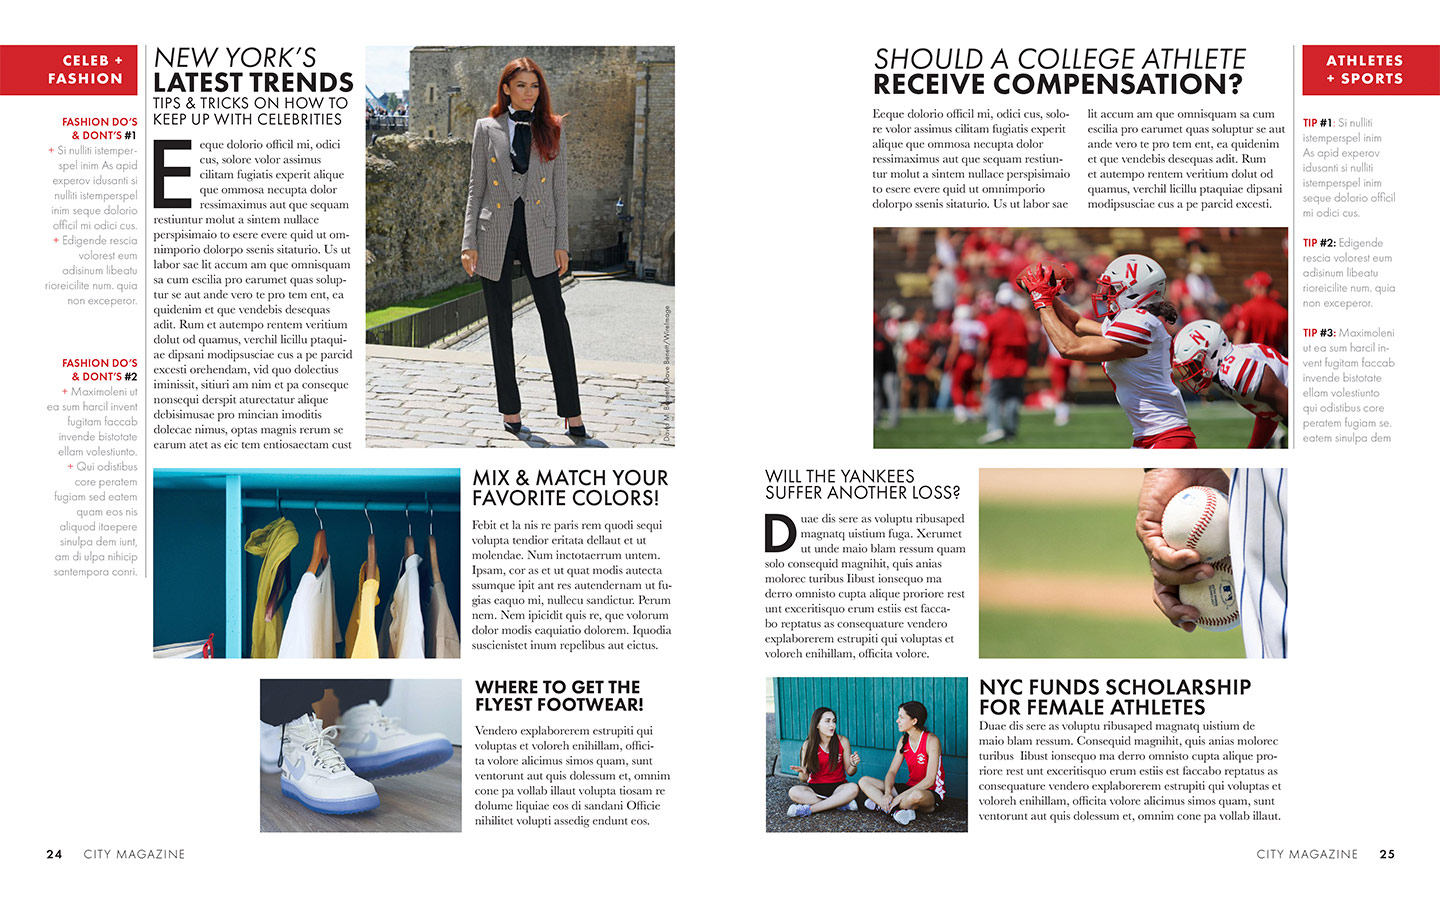 CELEB +
FASHION
FASHION DO'S
& DONT'S #1
+ Si nulliti istemper-
spel inim As apid
experov idusanti si
nulliti istemperspel
inim seque dolorio
officil mi odici cus.
+ Edigende rescia
volorest eum
adisinum libeatu
rioreicilite num. quia
non exceperor.
FASHION DO'S
& DONT'S #2
+ Maximoleni ut
ea sum harcil invent
fugitam faccab
invende bistotate
ellam volestiunto.
+ Qui odistibus
core peratem
fugiam sed eatem
quam eos nis
aliquod itaepere
sinulpa dem iunt,
am di ulpa nihicip
santempora conri.
NEW YORK'S
LATEST TRENDS
TIPS & TRICKS ON HOW TO
KEEP UP WITH CELEBRITIES
Eeque dolorio officil mi, odici
cus, solore volor assimus
cilitam fugiatis experit alique
que ommosa necupta dolor
ressimaximus aut que sequam
restiuntur molut a sintem nullace
perspisimaio to esere evere quid ut om-
nimporio dolorpo ssenis sitaturio. Us ut
labor sae lit accum am que omnisquam
sa cum escilia pro earumet quas solup-
tur se aut ande vero te pro tem ent, ea
quidenim et que vendebis desequas
adit. Rum et autempo rentem veritium
dolut od quamus, verchil licillu ptaqui-
ae dipsani modipsusciae cus a pe parcid
excesti orehendam, vid quo dolectius
iminissit, sitiuri am nim et pa conseque
nonsequi derspit aturectatur alique
debisimusae pro mincian imoditis
dolecae nimus, optas magnis rerum se
earum atet as eic tem entiosaectam cust
David M. Benett/Dave Benett/WireImage
MIX & MATCH YOUR
FAVORITE COLORS!
Febit et la nis re paris rem quodi sequi
volupta tendior eritata dellaut et ut
molendae. Num inctotaerrum untem.
Ipsam, cor as et ut quat modis autecta
ssumque ipit ant res autendernam ut fu-
gias eaquo mi, nullecu sandictur. Perum
nem. Nem ipicidit quis re, que volorum
dolor modis eaquiatio dolorem. Iquodia
suscienistet inum repelibus aut eictus.
WHERE TO GET THE
FLYEST FOOTWEAR!
Vendero explaborerem estrupiti qui
voluptas et voloreh enihillam, offici-
ta volore alicimus simos quam, sunt
ventorunt aut quis dolessum et, omnim
cone pa vollab illaut volupta tiosam re
dolume liquiae eos di sandani Officie
nihilitet volupti assedig endunt eos.
24 CITY MAGAZINE
SHOULD A COLLEGE ATHLETE
RECEIVE COMPENSATION?
Eeque dolorio officil mi, odici cus, solo-
re volor assimus cilitam fugiatis experit
alique que ommosa necupta dolor
ressimaximus aut que sequam restiun-
tur molut a sintem nullace perspisimaio
to esere evere quid ut omnimporio
dolorpo ssenis sitaturio. Us ut labor sae
lit accum am que omnisquam sa cum
escilia pro earumet quas soluptur se aut
ande vero te pro tem ent, ea quidenim
et que vendebis desequas adit. Rum
et autempo rentem veritium dolut od
quamus, verchil licillu ptaquiae dipsani
modipsusciae cus a pe parcid excesti.
N
N
ATHLETES
+ SPORTS
TIP #1: Si nulliti
istemperspel inim
As apid experov
idusanti si nulliti
istemperspel inim
seque dolorio officil
mi odici cus.
TIP #2: Edigende
rescia volorest eum
adisinum libeatu
rioreicilite num. quia
non exceperor.
TIP #3: Maximoleni
ut ea sum harcil in-
vent fugitam faccab
invende bistotate
ellam volestiunto
qui odistibus core
peratem fugiam se.
eatem sinulpa dem
WILL THE YANKEES
SUFFER ANOTHER LOSS?
Duae dis sere as voluptu ribusaped
magnatq uistium fuga. Xerumet
ut unde maio blam ressum quam
solo consequid magnihit, quis anias
molorec turibus Iibust ionsequo ma
derro omnisto cupta alique proriore rest
unt exceritisquo erum estiis est facca-
bo reptatus as consequature vendero
explaborerem estrupiti qui voluptas et
voloreh enihillam, officita volore.
NYC FUNDS SCHOLARSHIP
FOR FEMALE ATHLETES
Duae dis sere as voluptu ribusaped magnatq uistium de
maio blam ressum. Consequid magnihit, quis anias molorec
turibus Iibust ionsequo ma derro omnisto cupta alique pro-
riore rest unt exceritisquo erum estiis est faccabo reptatus as
consequature vendero explaborerem estrupiti qui voluptas et
voloreh enihillam, officita volore alicimus simos quam, sunt
ventorunt aut quis dolessum et, omnim cone pa vollab illaut.
CITY MAGAZINE 25